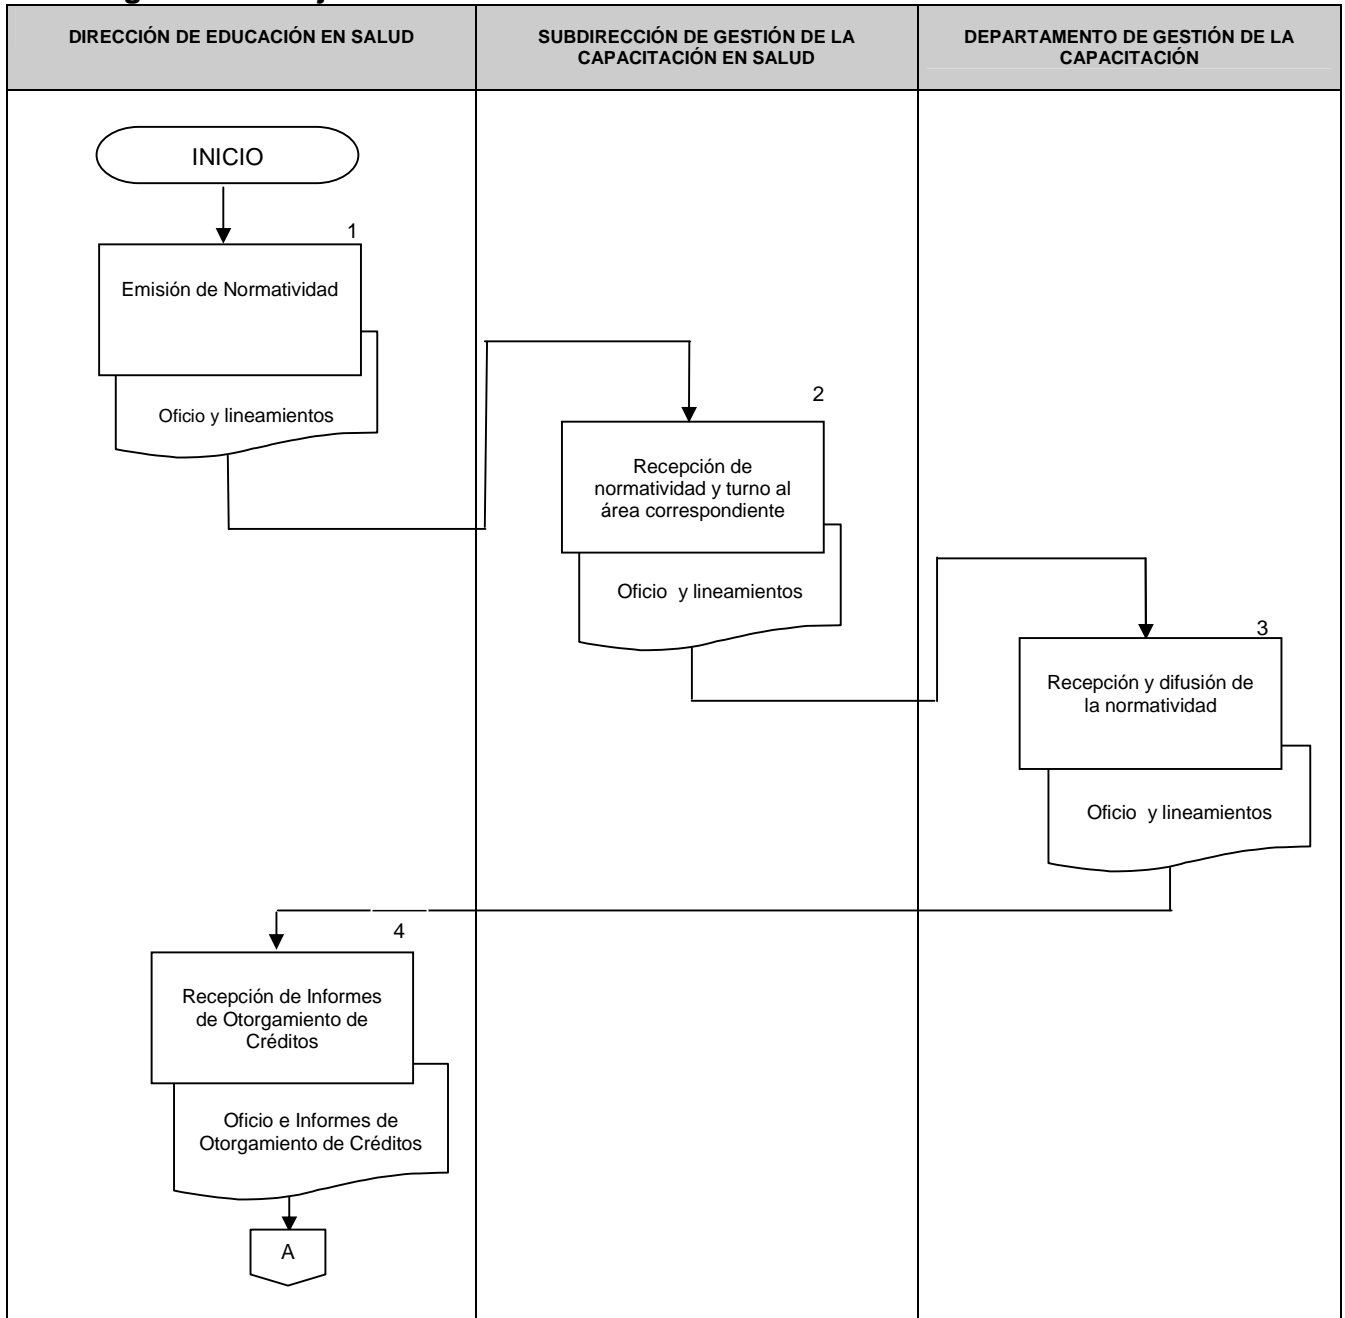 DIRECCIÓN DE EDUCACIÓN EN SALUD
SUBDIRECCIÓN DE GESTIÓN DE LA
CAPACITACIÓN EN SALUD
DEPARTAMENTO DE GESTIÓN DE LA
CAPACITACIÓN
INICIO
1
Emisión de Normatividad
Oficio y lineamientos
2
Recepción de
normatividad y turno al
área correspondiente
Oficio y lineamientos
3
Recepción y difusión de
la normatividad
Oficio y lineamientos
4
Recepción de Informes
de Otorgamiento de
Créditos
Oficio e Informes de
Otorgamiento de Créditos
A